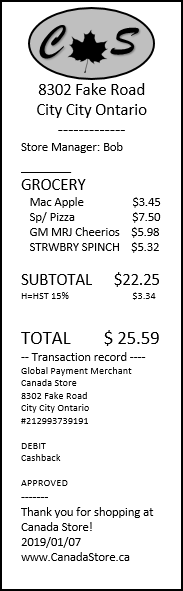 C S
8302 Fake Road
City City Ontario
-------------
Store Manager: Bob
________
GROCERY
Mac Apple $3.45
Sp/ Pizza $7.50
GM MRJ Cheerios $5.98
STRWBRY SPINCH $5.32
SUBTOTAL $22.25
H=HST 15% $3.34
TOTAL $ 25.59
-- Transaction record ----
Global Payment Merchant
Canada Store
8302 Fake Road
City City Ontario
#212993739191
DEBIT
Cashback
APPROVED
-------
Thank you for shopping at
Canada Store!
2019/01/07
www.CanadaStore.ca